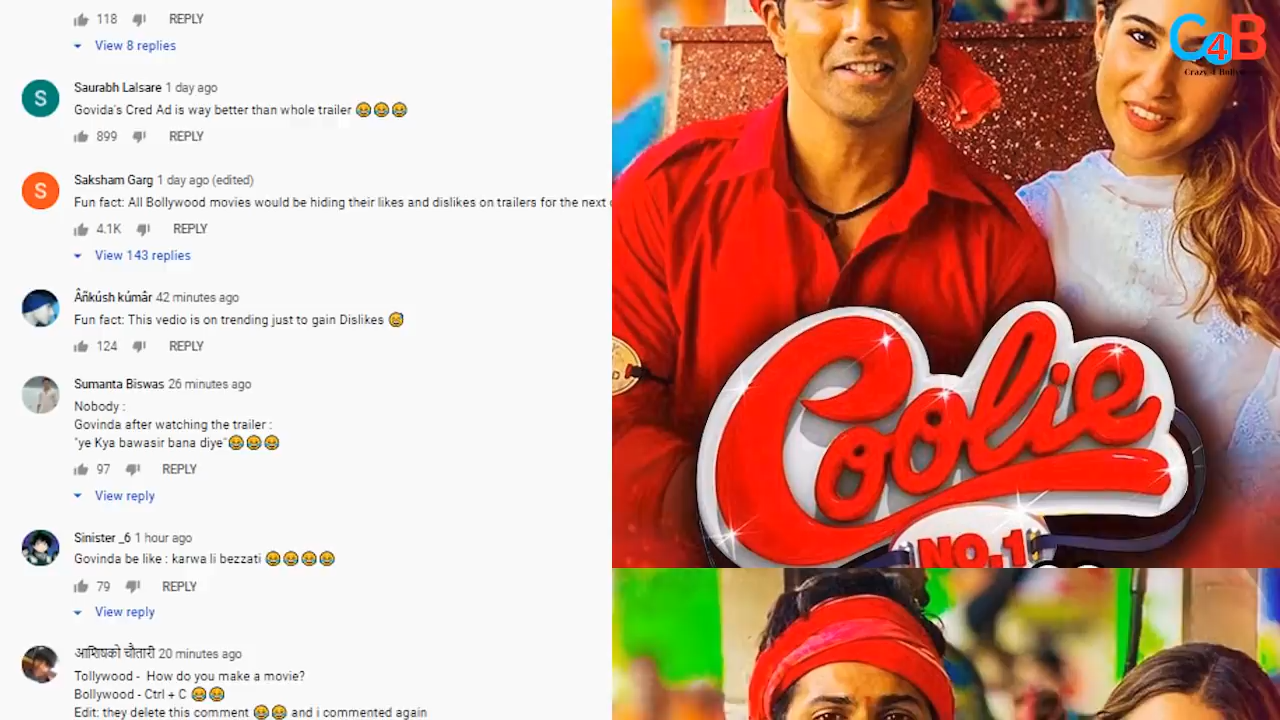 118 REPLY
View 8 replies
S Saurabh Lalsare 1 day ago
Govida's Cred Ad is way better than whole trailer 😂😂😂
899 REPLY
S Saksham Garg 1 day ago (edited)
Fun fact: All Bollywood movies would be hiding their likes and dislikes on trailers for the next
4.1K REPLY
View 143 replies
Âñkúsh kúmâr 42 minutes ago
Fun fact: This vedio is on trending just to gain Dislikes 😅
124 REPLY
Sumanta Biswas 26 minutes ago
Nobody :
Govinda after watching the trailer :
"ye Kya bawasir bana diye"😂😂😂
97 REPLY
View reply
Sinister _6 1 hour ago
Govinda be like : karwa li bezzati 😂😂😂😂
79 REPLY
View reply
आशिषको चौतारी 20 minutes ago
Tollywood - How do you make a movie?
Bollywood - Ctrl + C 😂😂
Edit: they delete this comment 😂😂 and i commented again
C4B
Crazy 4 Bollywood
Coolie
NO.1